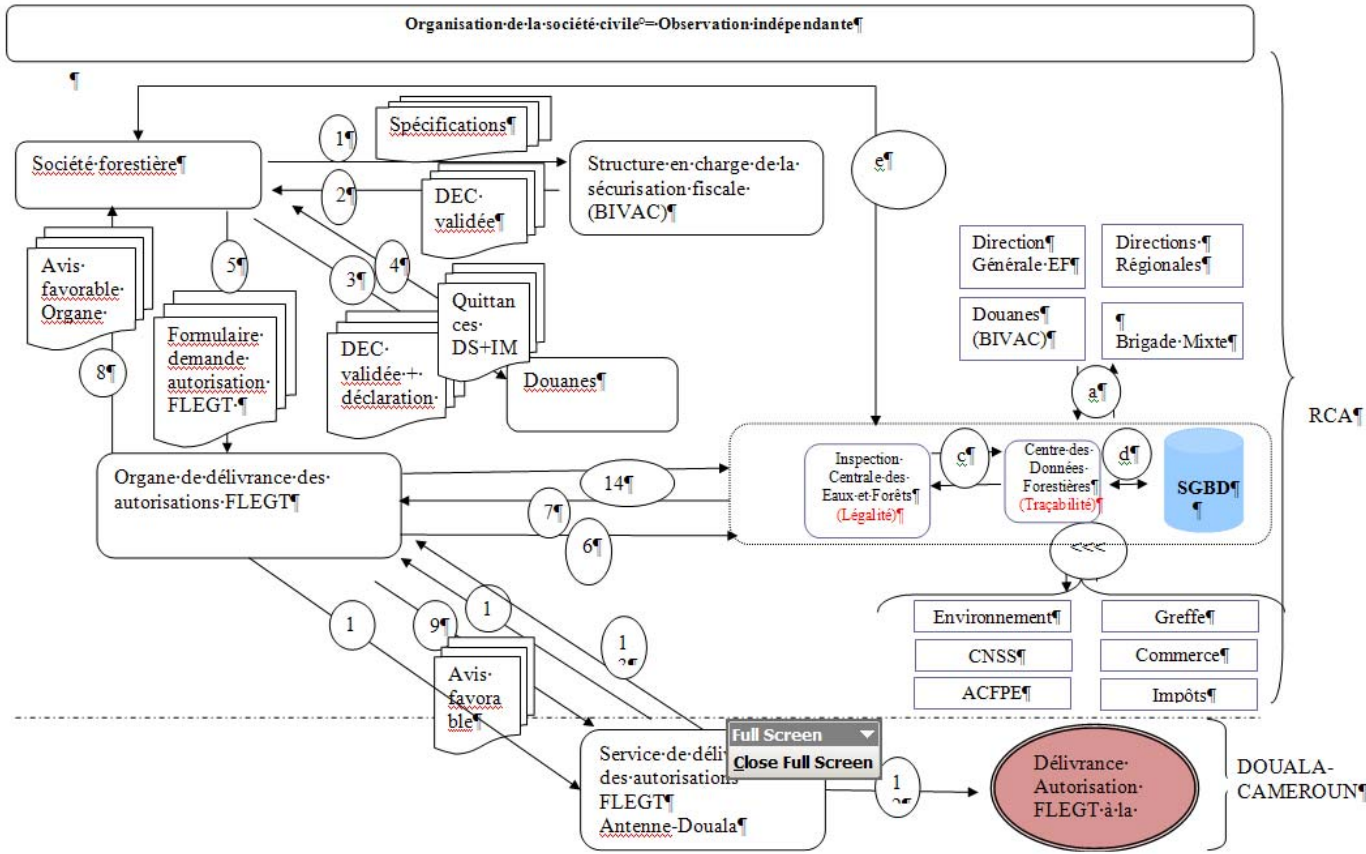 Organisation de la société civile°= Observation indépendante¶
¶
Spécifications¶
1¶
Société forestière¶
Structure en charge de la
sécurisation fiscale
(BIVAC)¶
e¶
2¶
DEC
validée¶
Direction¶
Générale EF¶
Directions ¶
Régionales¶
Avis
favorable
Organe
5¶
3¶
4¶
Quittan
ces
DS+IM
Douanes¶
(BIVAC)¶
¶
Brigade Mixte¶
Formulaire
demande
autorisation
FLEGT ¶
DEC
validée +
déclaration
8¶
Douanes¶
a¶
RCA¶
Organe de délivrance des
autorisations FLEGT¶
14¶
7¶
6¶
Inspection
Centrale des
Eaux et Forêts¶
(Légalité)¶
c¶
Centre des
Données
Forestières¶
(Traçabilité)¶
d¶
SGBD¶
¶
<<<
Environnement¶
Greffe¶
CNSS¶
Commerce¶
ACFPE¶
Impôts¶
1
9¶
1
1
Avis
favora
ble¶
Full Screen
Close Full Screen
Service de déliv
des autorisations
FLEGT¶
Antenne-Douala¶
1
Délivrance
Autorisation
FLEGT à la
DOUALA-
CAMEROUN¶